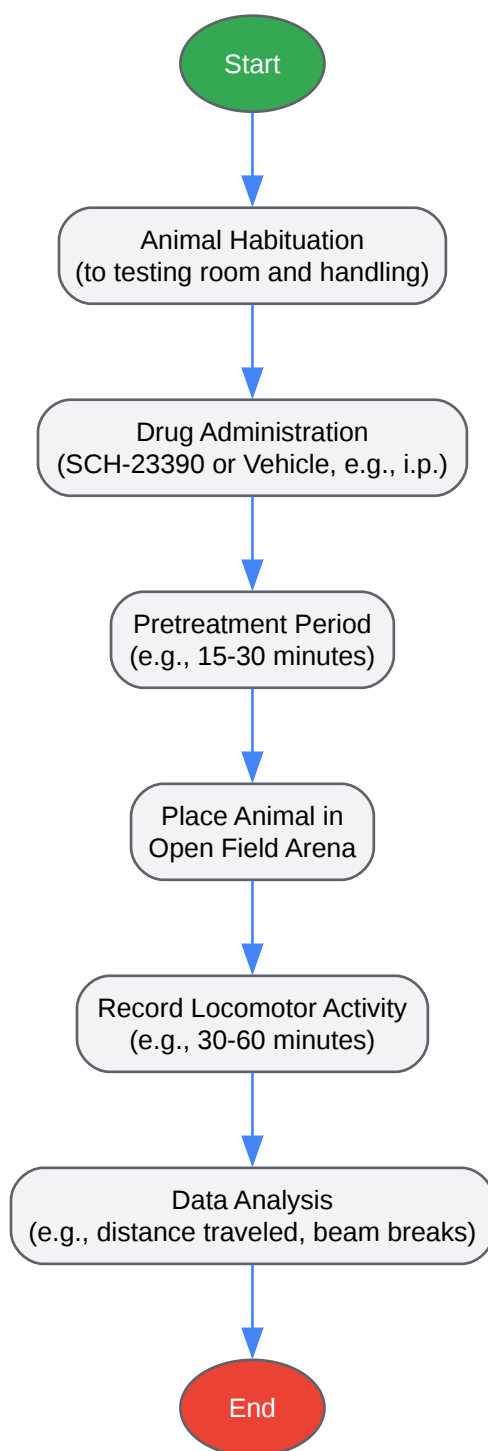 Start
Animal Habituation
(to testing room and handling)
Drug Administration
(SCH-23390 or Vehicle, e.g., i.p.)
Pretreatment Period
(e.g., 15-30 minutes)
Place Animal in
Open Field Arena
Record Locomotor Activity
(e.g., 30-60 minutes)
Data Analysis
(e.g., distance traveled, beam breaks)
End